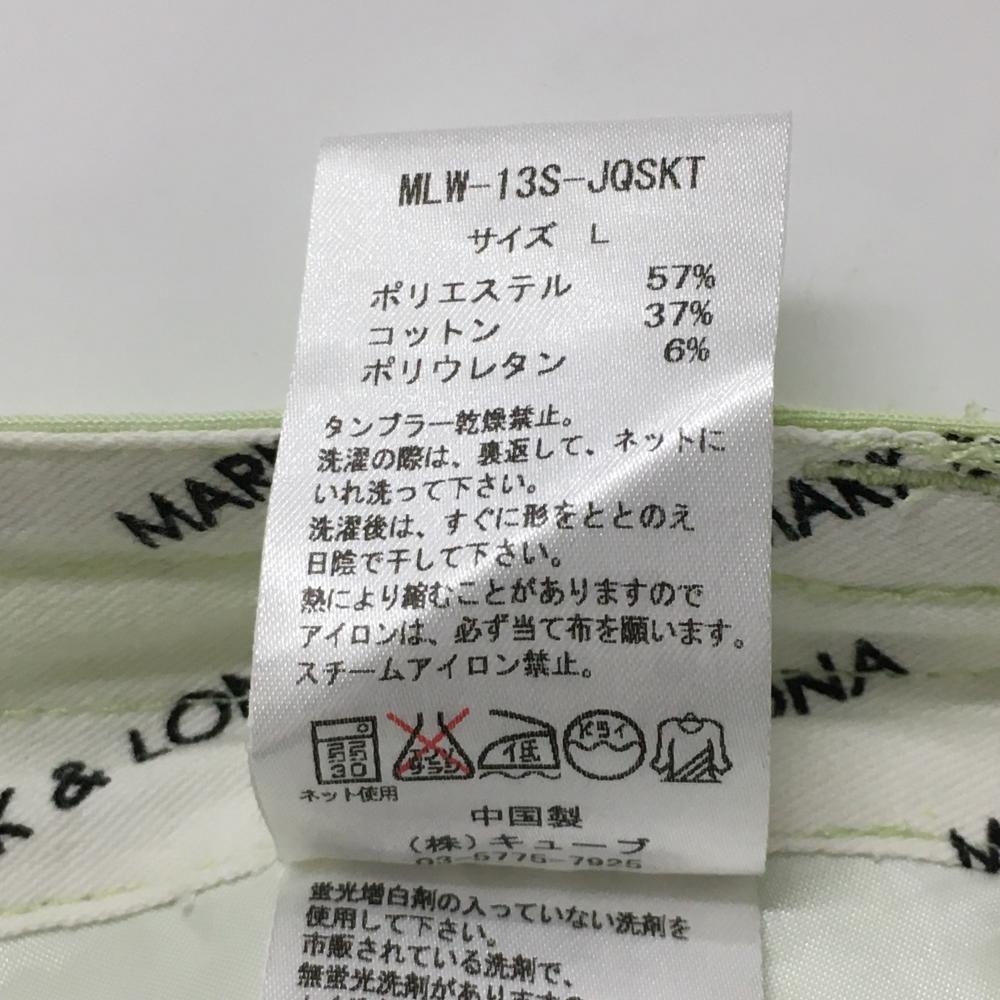 MLW-13S-JQSKT
サイズ L
ポリエステル 57%
コットン 37%
ポリウレタン 6%
タンブラー乾燥禁止。
洗濯の際は、裏返して、ネットに
いれ洗って下さい。
洗濯後は、すぐに形をととのえ
日陰で干して下さい。
熱により縮むことがありますので
アイロンは、必ず当て布を願います。
スチームアイロン禁止。
30 エンソサラシ 低 ドライ
ネット使用
中国製
(株)キューブ
03-5775-7925
蛍光増白剤の入っていない洗剤を
使用して下さい。
市販されている洗剤で、
無蛍光洗剤があります
MAR
MARK
K & LON
ONA